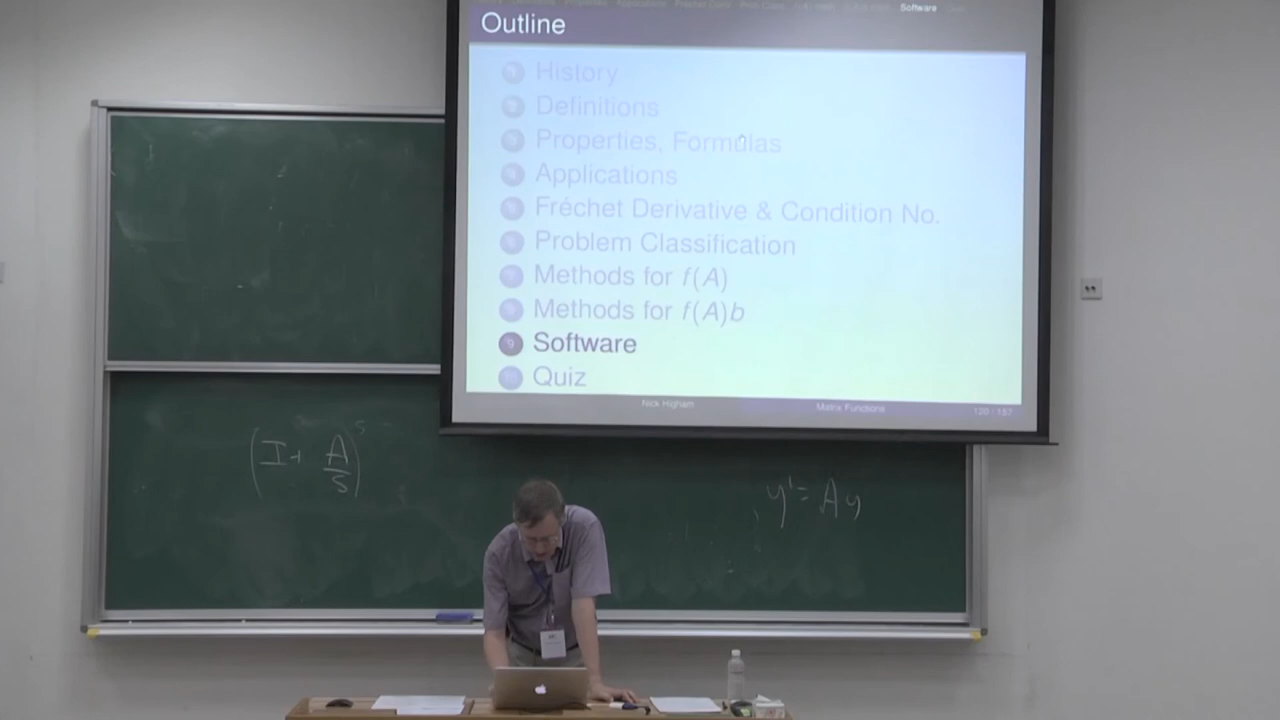 Software
Outline
History
Definitions
Properties, Formulas
Applications
Fréchet Derivative & Condition No.
Problem Classification
Methods for f(A)
Methods for f(A)b
9 Software
Quiz
Nick Higham Matrix Functions 120 / 157
(I + A/s)^s
y' = Ay